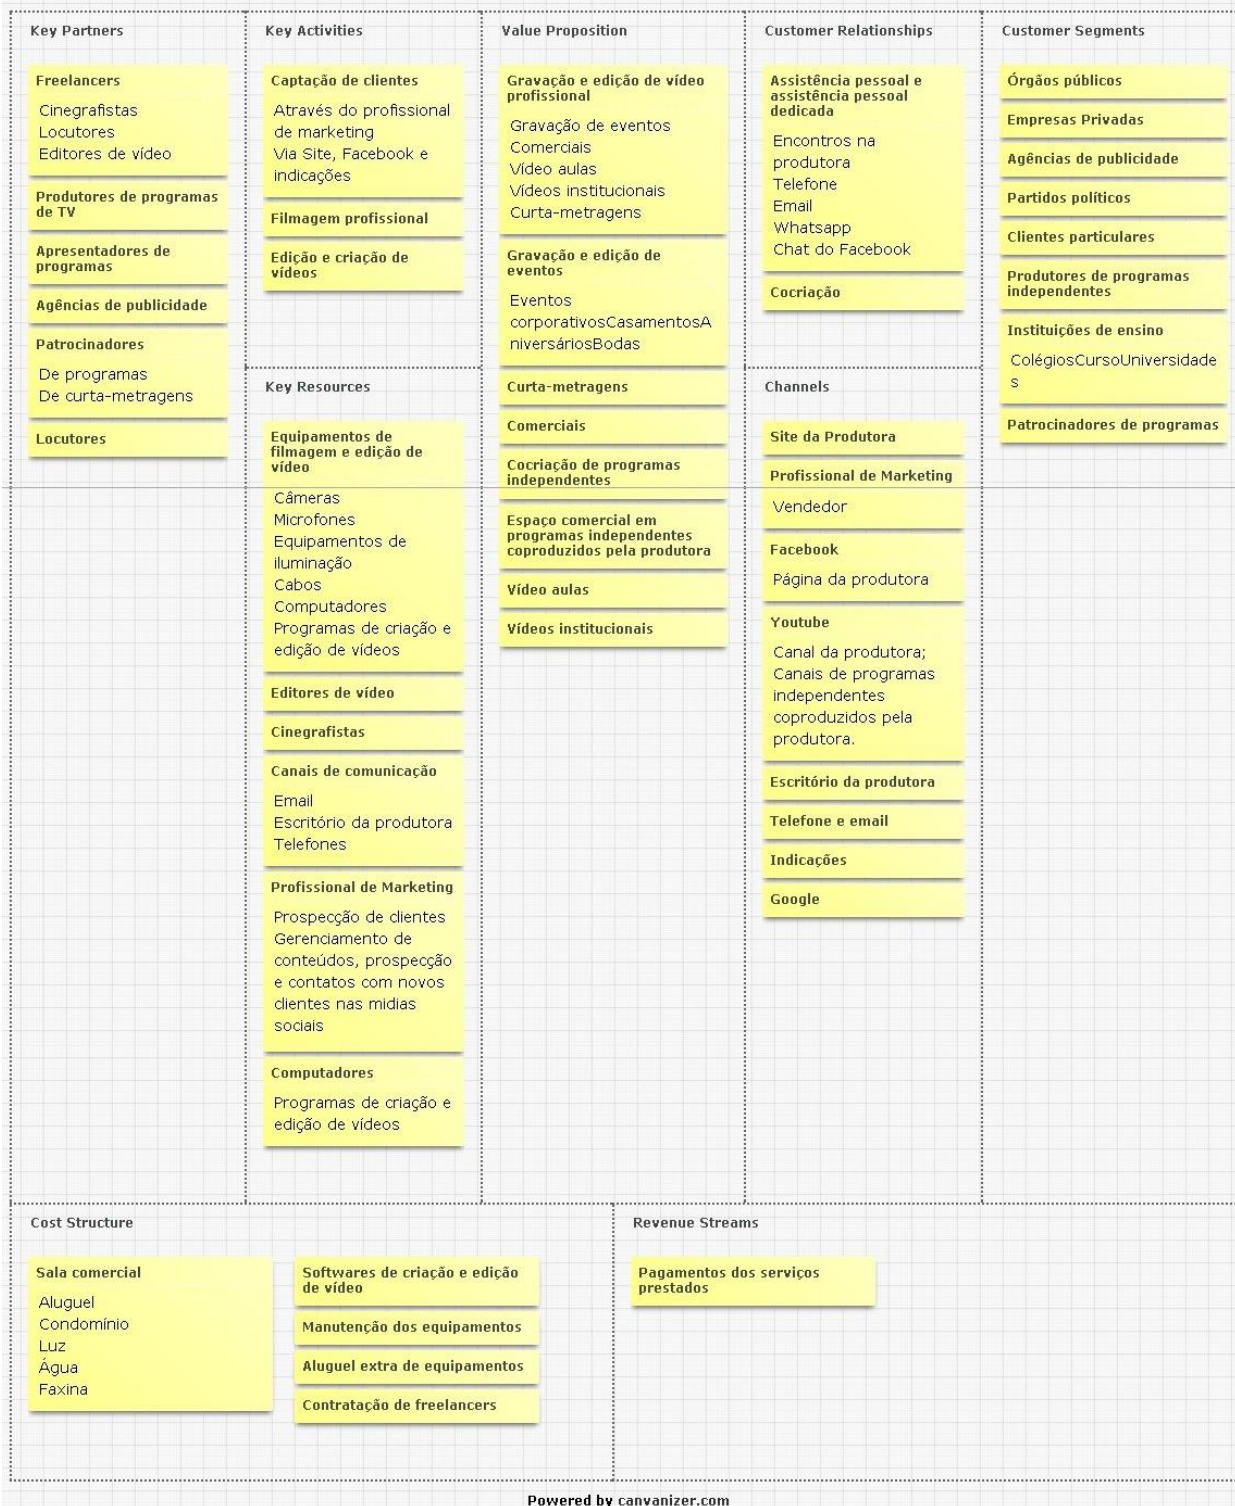 Key Partners
Freelancers
Cinegrafistas
Locutores
Editores de vídeo
Produtores de programas
de TV
Apresentadores de
programas
Agências de publicidade
Patrocinadores
De programas
De curta-metragens
Locutores
Key Activities
Captação de clientes
Através do profissional
de marketing
Via Site, Facebook e
indicações
Filmagem profissional
Edição e criação de
vídeos
Key Resources
Equipamentos de
filmagem e edição de
vídeo
Câmeras
Microfones
Equipamentos de
iluminação
Cabos
Computadores
Programas de criação e
edição de vídeos
Editores de vídeo
Cinegrafistas
Canais de comunicação
Email
Escritório da produtora
Telefones
Profissional de Marketing
Prospecção de clientes
Gerenciamento de
conteúdos, prospecção
e contatos com novos
clientes nas midias
sociais
Computadores
Programas de criação e
edição de vídeos
Value Proposition
Gravação e edição de vídeo
profissional
Gravação de eventos
Comerciais
Vídeo aulas
Vídeos institucionais
Curta-metragens
Gravação e edição de
eventos
Eventos
corporativosCasamentosA
niversáriosBodas
Curta-metragens
Comerciais
Cocriação de programas
independentes
Espaço comercial em
programas independentes
coproduzidos pela produtora
Vídeo aulas
Vídeos institucionais
Customer Relationships
Assistência pessoal e
assistência pessoal
dedicada
Encontros na
produtora
Telefone
Email
Whatsapp
Chat do Facebook
Cocriação
Channels
Site da Produtora
Profissional de Marketing
Vendedor
Facebook
Página da produtora
Youtube
Canal da produtora;
Canais de programas
independentes
coproduzidos pela
produtora.
Escritório da produtora
Telefone e email
Indicações
Google
Customer Segments
Órgãos públicos
Empresas Privadas
Agências de publicidade
Partidos políticos
Clientes particulares
Produtores de programas
independentes
Instituições de ensino
ColégiosCursoUniversidade
s
Patrocinadores de programas
Cost Structure
Sala comercial
Aluguel
Condomínio
Luz
Água
Faxina
Softwares de criação e edição
de vídeo
Manutenção dos equipamentos
Aluguel extra de equipamentos
Contratação de freelancers
Revenue Streams
Pagamentos dos serviços
prestados
Powered by canvanizer.com